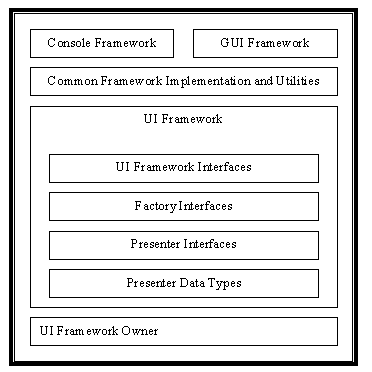 Console Framework
GUI Framework
Common Framework Implementation and Utilities
UI Framework
UI Framework Interfaces
Factory Interfaces
Presenter Interfaces
Presenter Data Types
UI Framework Owner